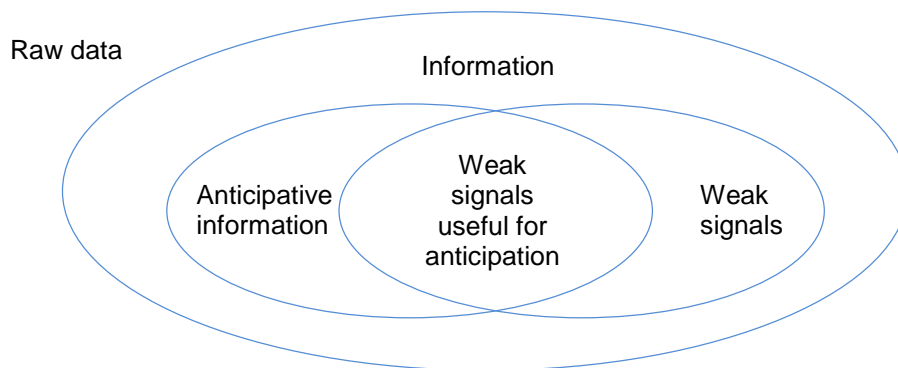 Raw data
Information
Anticipative
information
Weak
signals
useful for
anticipation
Weak
signals